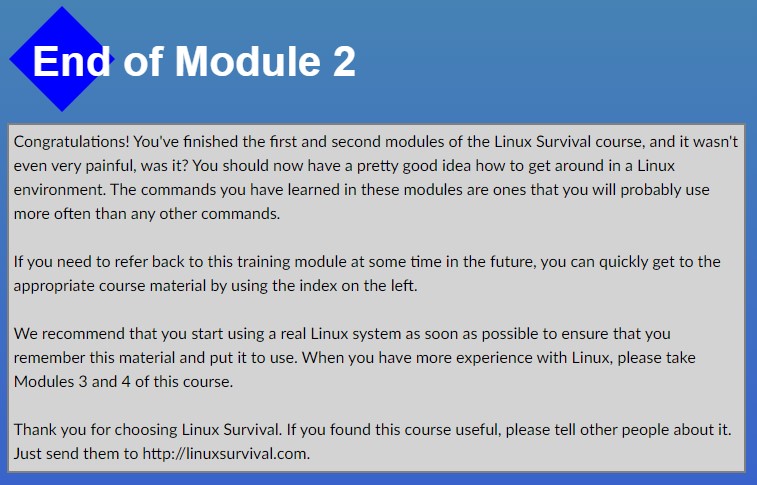 End of Module 2
Congratulations! You've finished the first and second modules of the Linux Survival course, and it wasn't
even very painful, was it? You should now have a pretty good idea how to get around in a Linux
environment. The commands you have learned in these modules are ones that you will probably use
more often than any other commands.
If you need to refer back to this training module at some time in the future, you can quickly get to the
appropriate course material by using the index on the left.
We recommend that you start using a real Linux system as soon as possible to ensure that you
remember this material and put it to use. When you have more experience with Linux, please take
Modules 3 and 4 of this course.
Thank you for choosing Linux Survival. If you found this course useful, please tell other people about it.
Just send them to http://linuxsurvival.com.